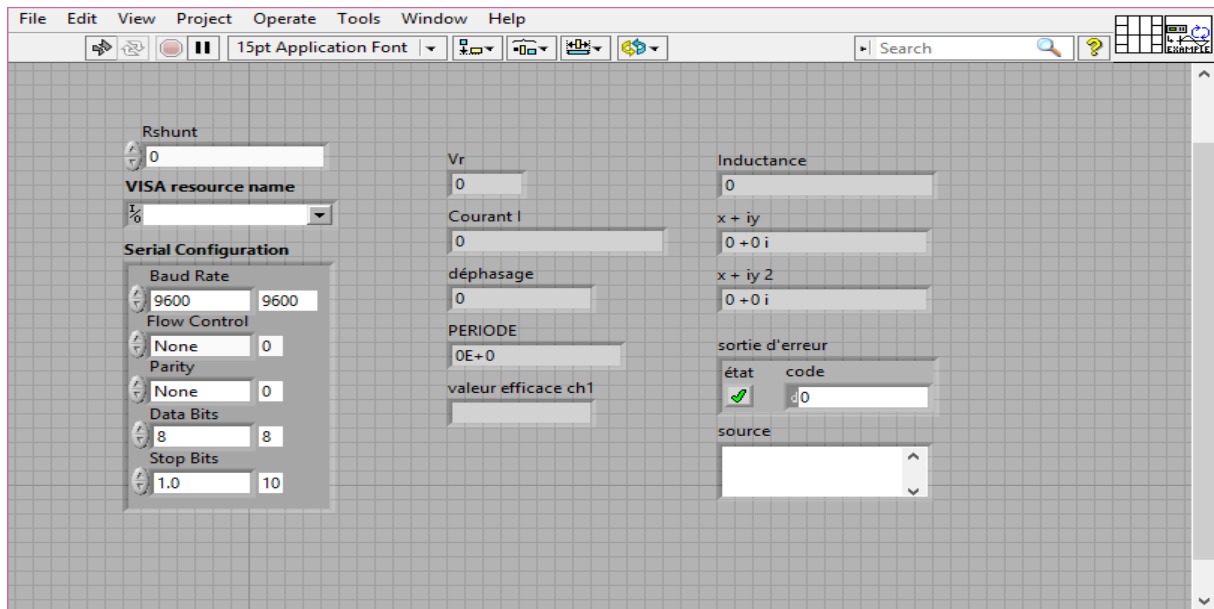 File Edit View Project Operate Tools Window Help
15pt Application Font
Search
?
EXAMPLE
Rshunt
0
VISA resource name
I/O
Serial Configuration
Baud Rate
9600 9600
Flow Control
None 0
Parity
None 0
Data Bits
8 8
Stop Bits
1.0 10
Vr
0
Courant I
0
déphasage
0
PERIODE
0E+0
valeur efficace ch1
Inductance
0
x + iy
0 +0 i
x + iy 2
0 +0 i
sortie d'erreur
état code
d 0
source